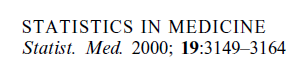 STATISTICS IN MEDICINE
Statist. Med. 2000; 19:3149–3164